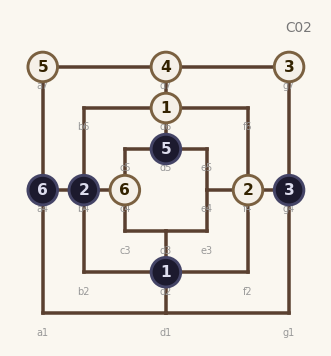 C02
5 4 3
a7 d7 g7
1
b6 d6 f6
5
c5 d5 e5
6 2 6 2 3
a4 b4 c4 e4 f4 g4
c3 d3 e3
1
b2 d2 f2
a1 d1 g1